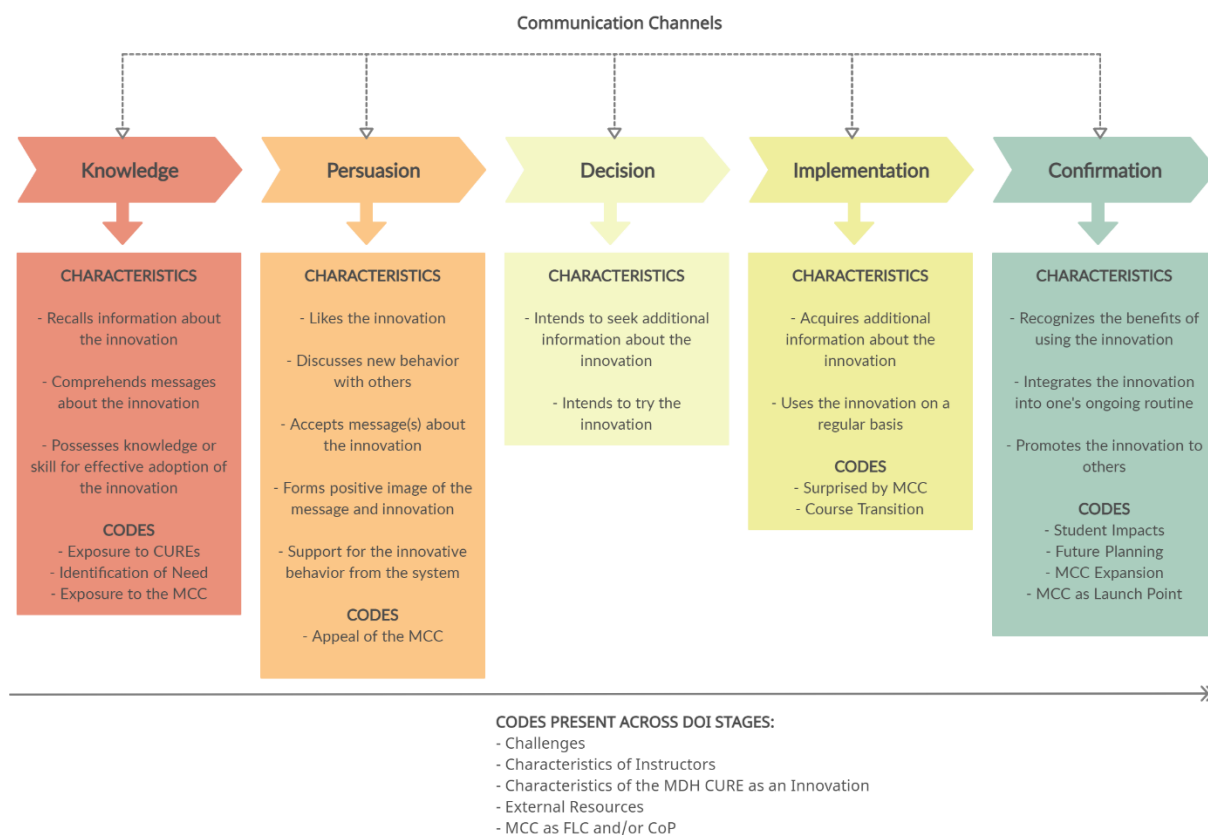 Communication Channels
Knowledge
Persuasion
Decision
Implementation
Confirmation
CHARACTERISTICS
- Recalls information about
the innovation
- Comprehends messages
about the innovation
- Possesses knowledge or
skill for effective adoption of
the innovation
CODES
- Exposure to CUREs
- Identification of Need
- Exposure to the MCC
CHARACTERISTICS
- Likes the innovation
- Discusses new behavior
with others
- Accepts message(s) about
the innovation
- Forms positive image of the
message and innovation
- Support for the innovative
behavior from the system
CODES
- Appeal of the MCC
CHARACTERISTICS
- Intends to seek additional
information about the
innovation
- Intends to try the
innovation
CHARACTERISTICS
- Acquires additional
information about the
innovation
- Uses the innovation on a
regular basis
CODES
- Surprised by MCC
- Course Transition
CHARACTERISTICS
- Recognizes the benefits of
using the innovation
- Integrates the innovation
into one's ongoing routine
- Promotes the innovation to
others
CODES
- Student Impacts
- Future Planning
- MCC Expansion
- MCC as Launch Point
CODES PRESENT ACROSS DOI STAGES:
- Challenges
- Characteristics of Instructors
- Characteristics of the MDH CURE as an Innovation
- External Resources
- MCC as FLC and/or CoP